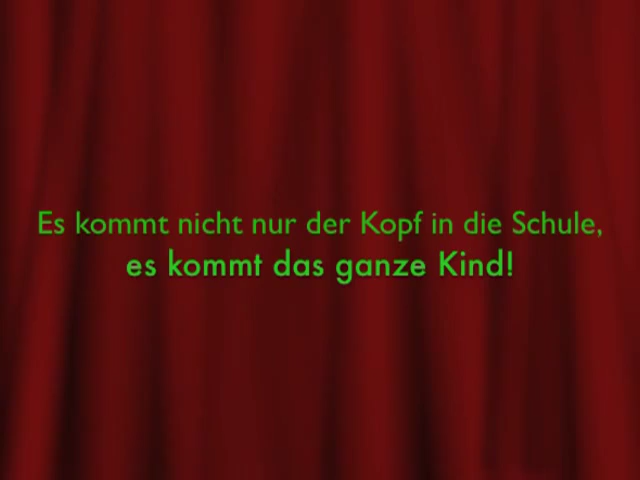 Es kommt nicht nur der Kopf in die Schule,
es kommt das ganze Kind!